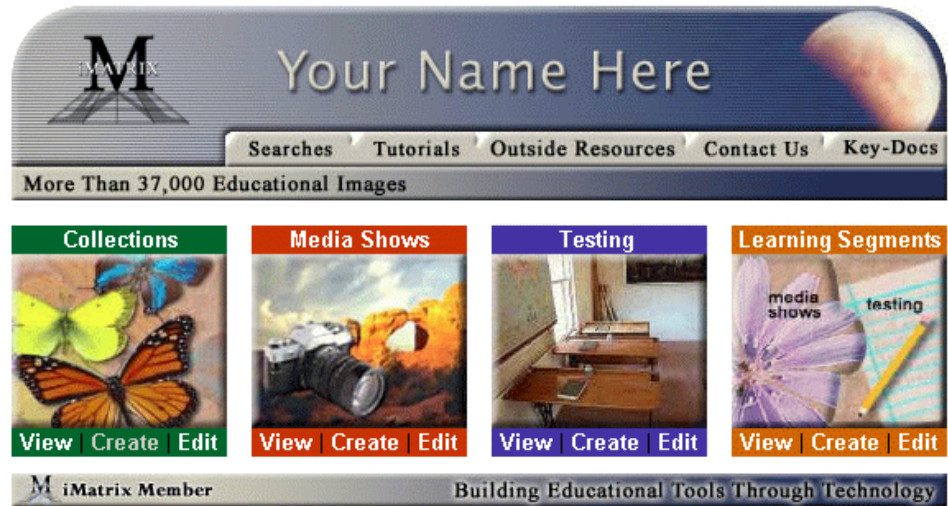 M
iMATRIX
Your Name Here
Searches Tutorials Outside Resources Contact Us Key-Docs
More Than 37,000 Educational Images
Collections
View | Create | Edit
Media Shows
View | Create | Edit
Testing
View | Create | Edit
Learning Segments
media
shows
testing
View | Create | Edit
M iMatrix Member
Building Educational Tools Through Technology